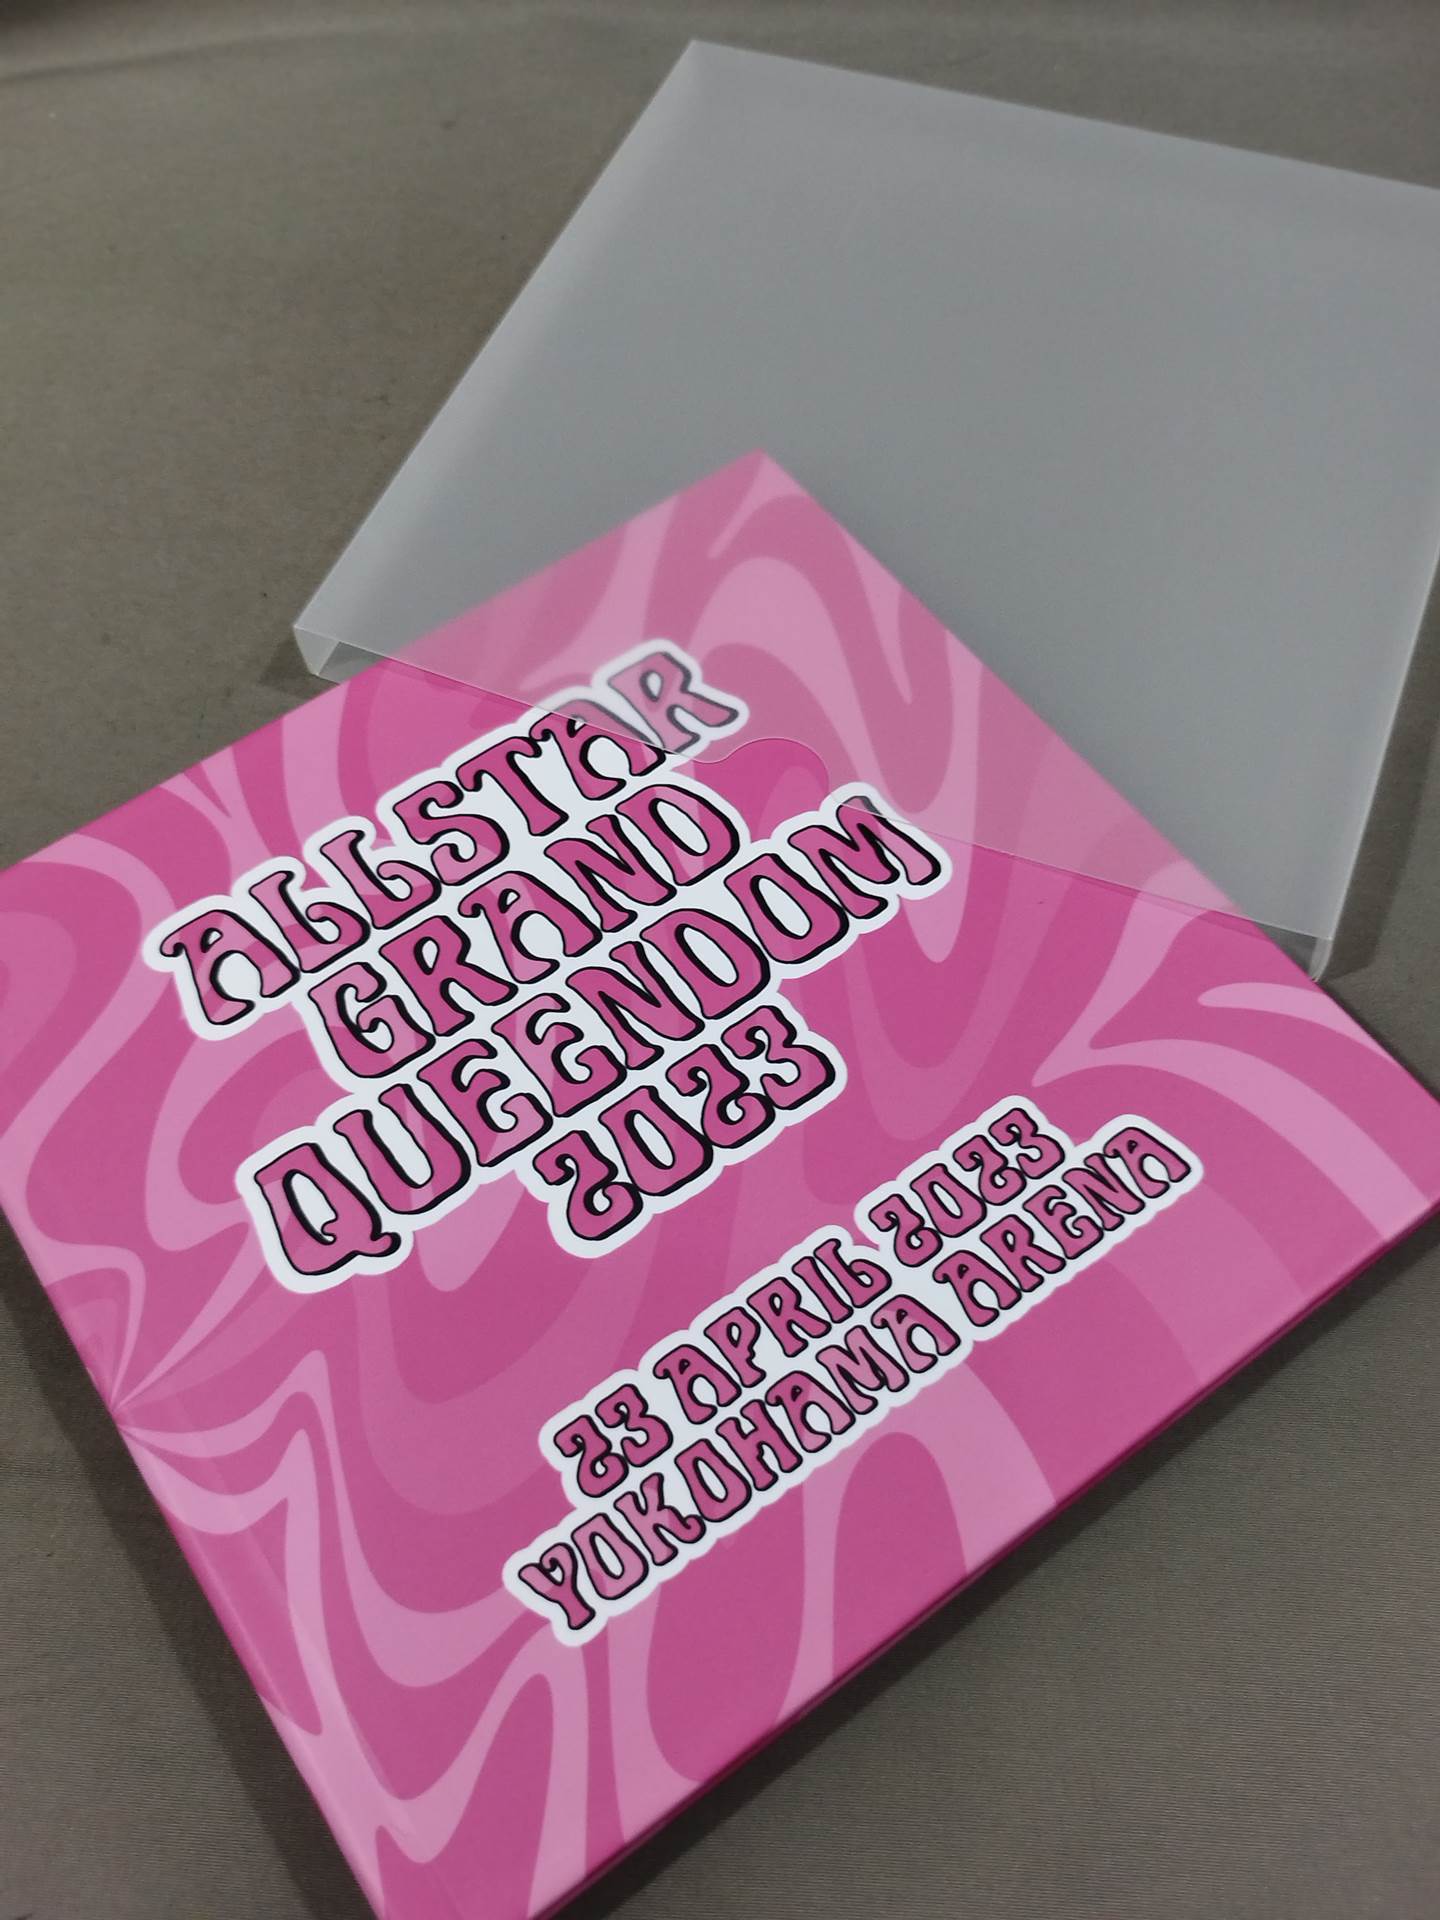 ALLSTAR
GRAND
QUEENDOM
2023
23 APRIL 2023
YOKOHAMA ARENA